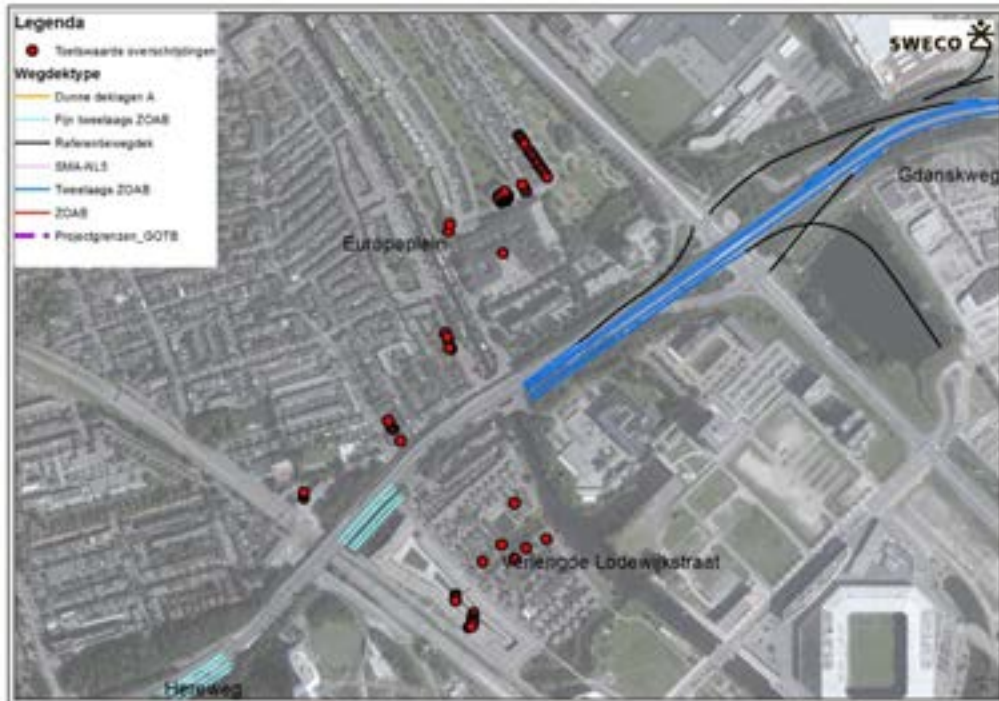 Legenda
Toetswaarde overschrijdingen
Wegdektype
Dunne deklagen A
Fijn tweelaags ZOAB
Referentiewegdek
SMA-NL5
Tweelaags ZOAB
ZOAB
Projectgrenzen_GOTB
SWECO
Gdanskweg
Europaplein
Verlengde Lodewijkstraat
Hereweg